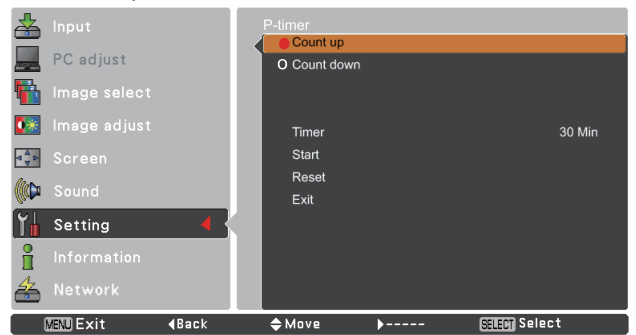 Input
PC adjust
Image select
Image adjust
Screen
Sound
Setting
Information
Network
P-timer
Count up
Count down
Timer 30 Min
Start
Reset
Exit
MENU Exit Back Move ----- SELECT Select